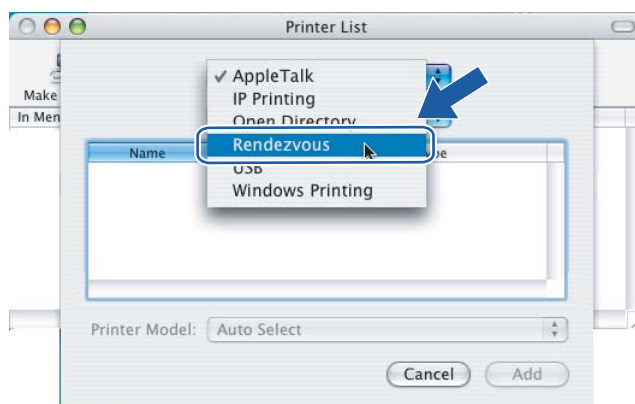 Printer List
Make
In Men
✓ AppleTalk
IP Printing
Open Directory
Rendezvous
USB
Windows Printing
Name
Printer Model: Auto Select
Cancel Add